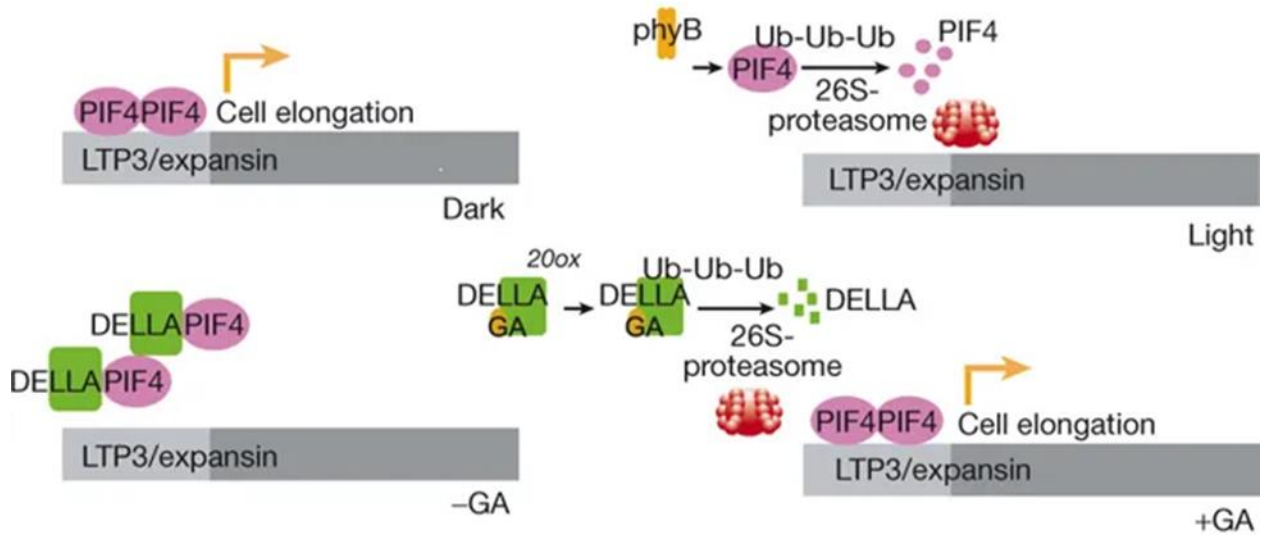 PIF4PIF4 Cell elongation
LTP3/expansin
Dark
phyB
PIF4
Ub-Ub-Ub
26S-
proteasome
PIF4
LTP3/expansin
Light
DELLAPIF4
DELLAPIF4
LTP3/expansin
–GA
20ox
DELLA
GA
DELLA
GA
Ub-Ub-Ub
26S-
proteasome
DELLA
PIF4PIF4 Cell elongation
LTP3/expansin
+GA